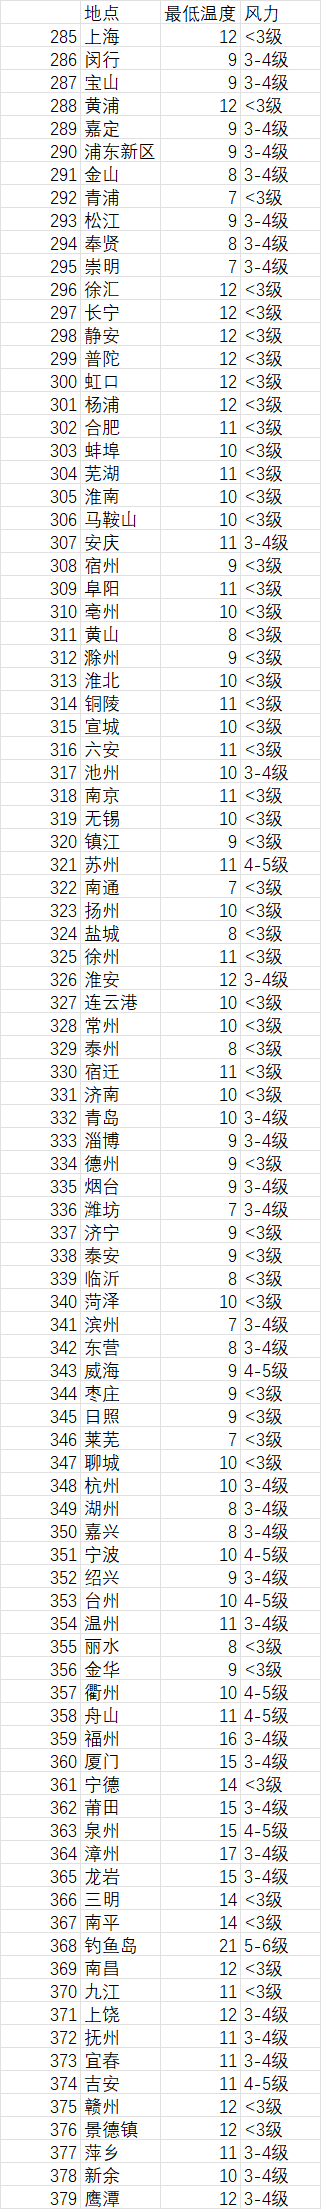 地点 最低温度 风力
285 上海 12 <3级
286 闵行 9 3-4级
287 宝山 9 3-4级
288 黄浦 12 <3级
289 嘉定 9 3-4级
290 浦东新区 9 3-4级
291 金山 8 3-4级
292 青浦 7 <3级
293 松江 9 3-4级
294 奉贤 8 3-4级
295 崇明 7 3-4级
296 徐汇 12 <3级
297 长宁 12 <3级
298 静安 12 <3级
299 普陀 12 <3级
300 虹口 12 <3级
301 杨浦 12 <3级
302 合肥 11 <3级
303 蚌埠 10 <3级
304 芜湖 11 <3级
305 淮南 10 <3级
306 马鞍山 10 <3级
307 安庆 11 3-4级
308 宿州 9 <3级
309 阜阳 11 <3级
310 亳州 10 <3级
311 黄山 8 <3级
312 滁州 9 <3级
313 淮北 10 <3级
314 铜陵 11 <3级
315 宣城 10 <3级
316 六安 11 <3级
317 池州 10 3-4级
318 南京 11 <3级
319 无锡 10 <3级
320 镇江 9 <3级
321 苏州 11 4-5级
322 南通 7 <3级
323 扬州 10 <3级
324 盐城 8 <3级
325 徐州 11 <3级
326 淮安 12 3-4级
327 连云港 10 <3级
328 常州 10 <3级
329 泰州 8 <3级
330 宿迁 11 <3级
331 济南 10 <3级
332 青岛 10 3-4级
333 淄博 9 3-4级
334 德州 9 <3级
335 烟台 9 3-4级
336 潍坊 7 3-4级
337 济宁 9 <3级
338 泰安 9 <3级
339 临沂 8 <3级
340 菏泽 10 <3级
341 滨州 7 3-4级
342 东营 8 3-4级
343 威海 9 4-5级
344 枣庄 9 <3级
345 日照 9 <3级
346 莱芜 7 <3级
347 聊城 10 <3级
348 杭州 10 3-4级
349 湖州 8 3-4级
350 嘉兴 8 3-4级
351 宁波 10 4-5级
352 绍兴 9 3-4级
353 台州 10 4-5级
354 温州 11 3-4级
355 丽水 8 <3级
356 金华 9 <3级
357 衢州 10 4-5级
358 舟山 11 4-5级
359 福州 16 3-4级
360 厦门 15 3-4级
361 宁德 14 <3级
362 莆田 15 3-4级
363 泉州 15 4-5级
364 漳州 17 3-4级
365 龙岩 15 3-4级
366 三明 14 <3级
367 南平 14 <3级
368 钓鱼岛 21 5-6级
369 南昌 12 <3级
370 九江 11 <3级
371 上饶 12 3-4级
372 抚州 11 3-4级
373 宜春 11 3-4级
374 吉安 11 4-5级
375 赣州 12 <3级
376 景德镇 12 <3级
377 萍乡 11 3-4级
378 新余 10 3-4级
379 鹰潭 12 3-4级